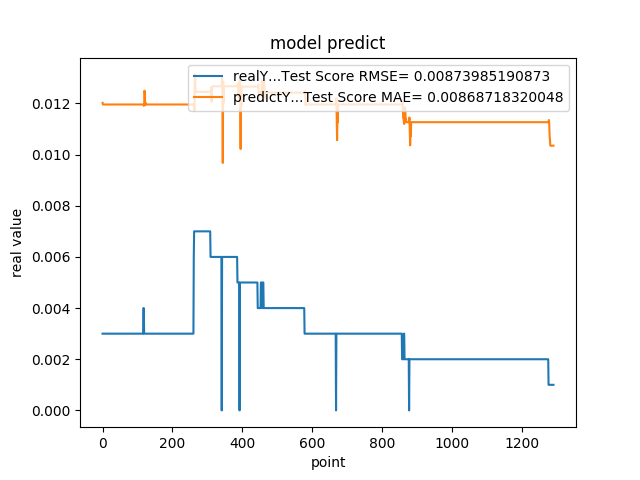 model predict
realY...Test Score RMSE= 0.00873985190873
predictY...Test Score MAE= 0.00868718320048
0.012
0.010
0.008
0.006
0.004
0.002
0.000
real value
0 200 400 600 800 1000 1200
point